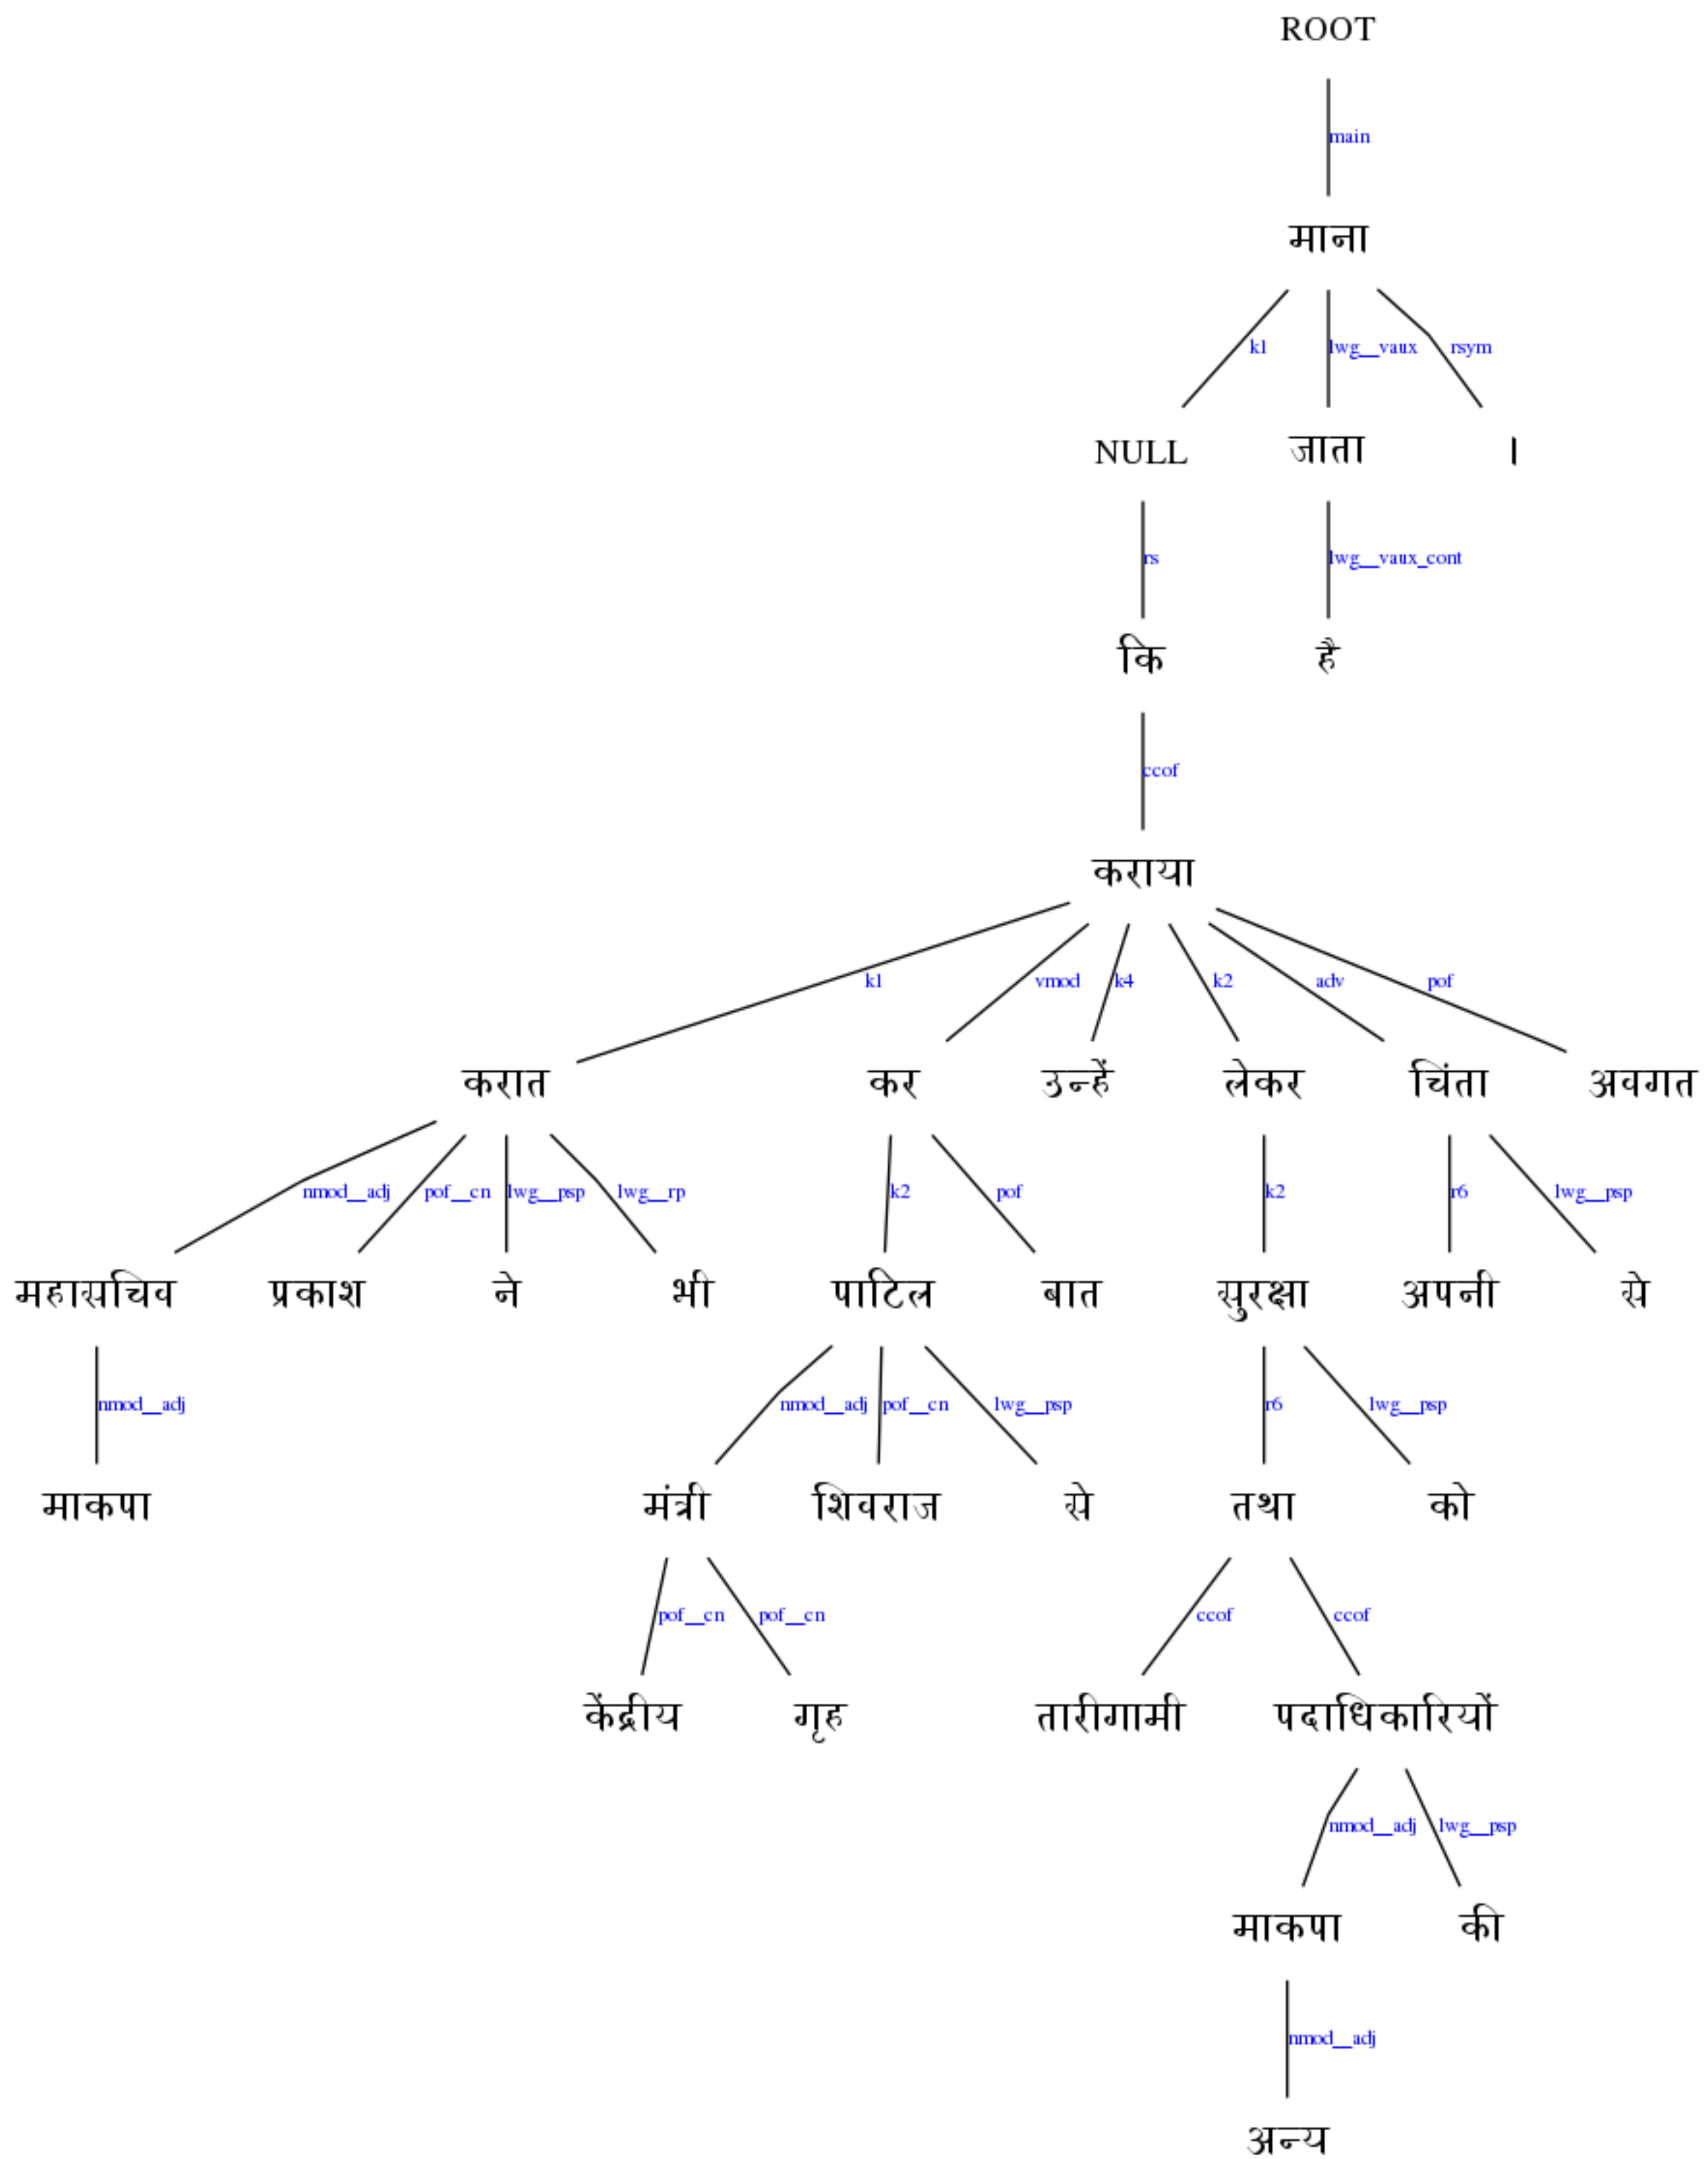 ROOT
main
माना
k1 lwg__vaux rsym
NULL जाता ।
rs lwg__vaux_cont
कि है
ccof
कराया
k1 vmod k4 k2 adv pof
करात कर उन्हें लेकर चिंता अवगत
nmod__adj pof__cn lwg__psp lwg__rp k2 pof k2 r6 lwg__psp
महासचिव प्रकाश ने भी पाटिल बात सुरक्षा अपनी से
nmod__adj nmod__adj pof__cn lwg__psp r6 lwg__psp
माकपा मंत्री शिवराज से तथा को
pof__cn pof__cn ccof ccof
केंद्रीय गृह तारीगामी पदाधिकारियों
nmod__adj lwg__psp
माकपा की
nmod__adj
अन्य